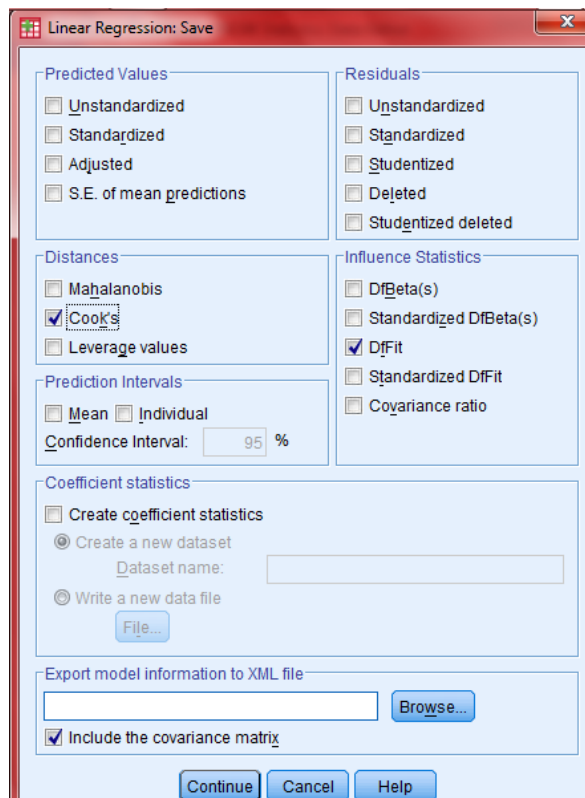 Linear Regression: Save
Predicted Values
Unstandardized
Standardized
Adjusted
S.E. of mean predictions
Residuals
Unstandardized
Standardized
Studentized
Deleted
Studentized deleted
Distances
Mahalanobis
Cook's
Leverage values
Influence Statistics
DfBeta(s)
Standardized DfBeta(s)
DfFit
Standardized DfFit
Covariance ratio
Prediction Intervals
Mean Individual
Confidence Interval: 95 %
Coefficient statistics
Create coefficient statistics
Create a new dataset
Dataset name:
Write a new data file
File...
Export model information to XML file
Browse...
Include the covariance matrix
Continue Cancel Help